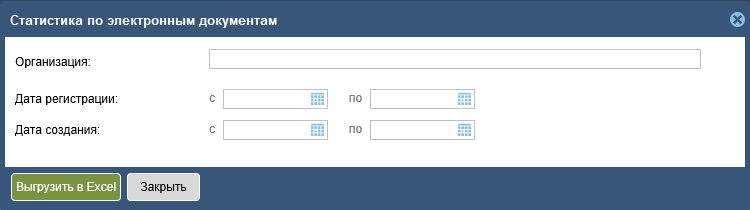 Статистика по электронным документам
Организация:
Дата регистрации: с по
Дата создания: с по
Выгрузить в Excel Закрыть